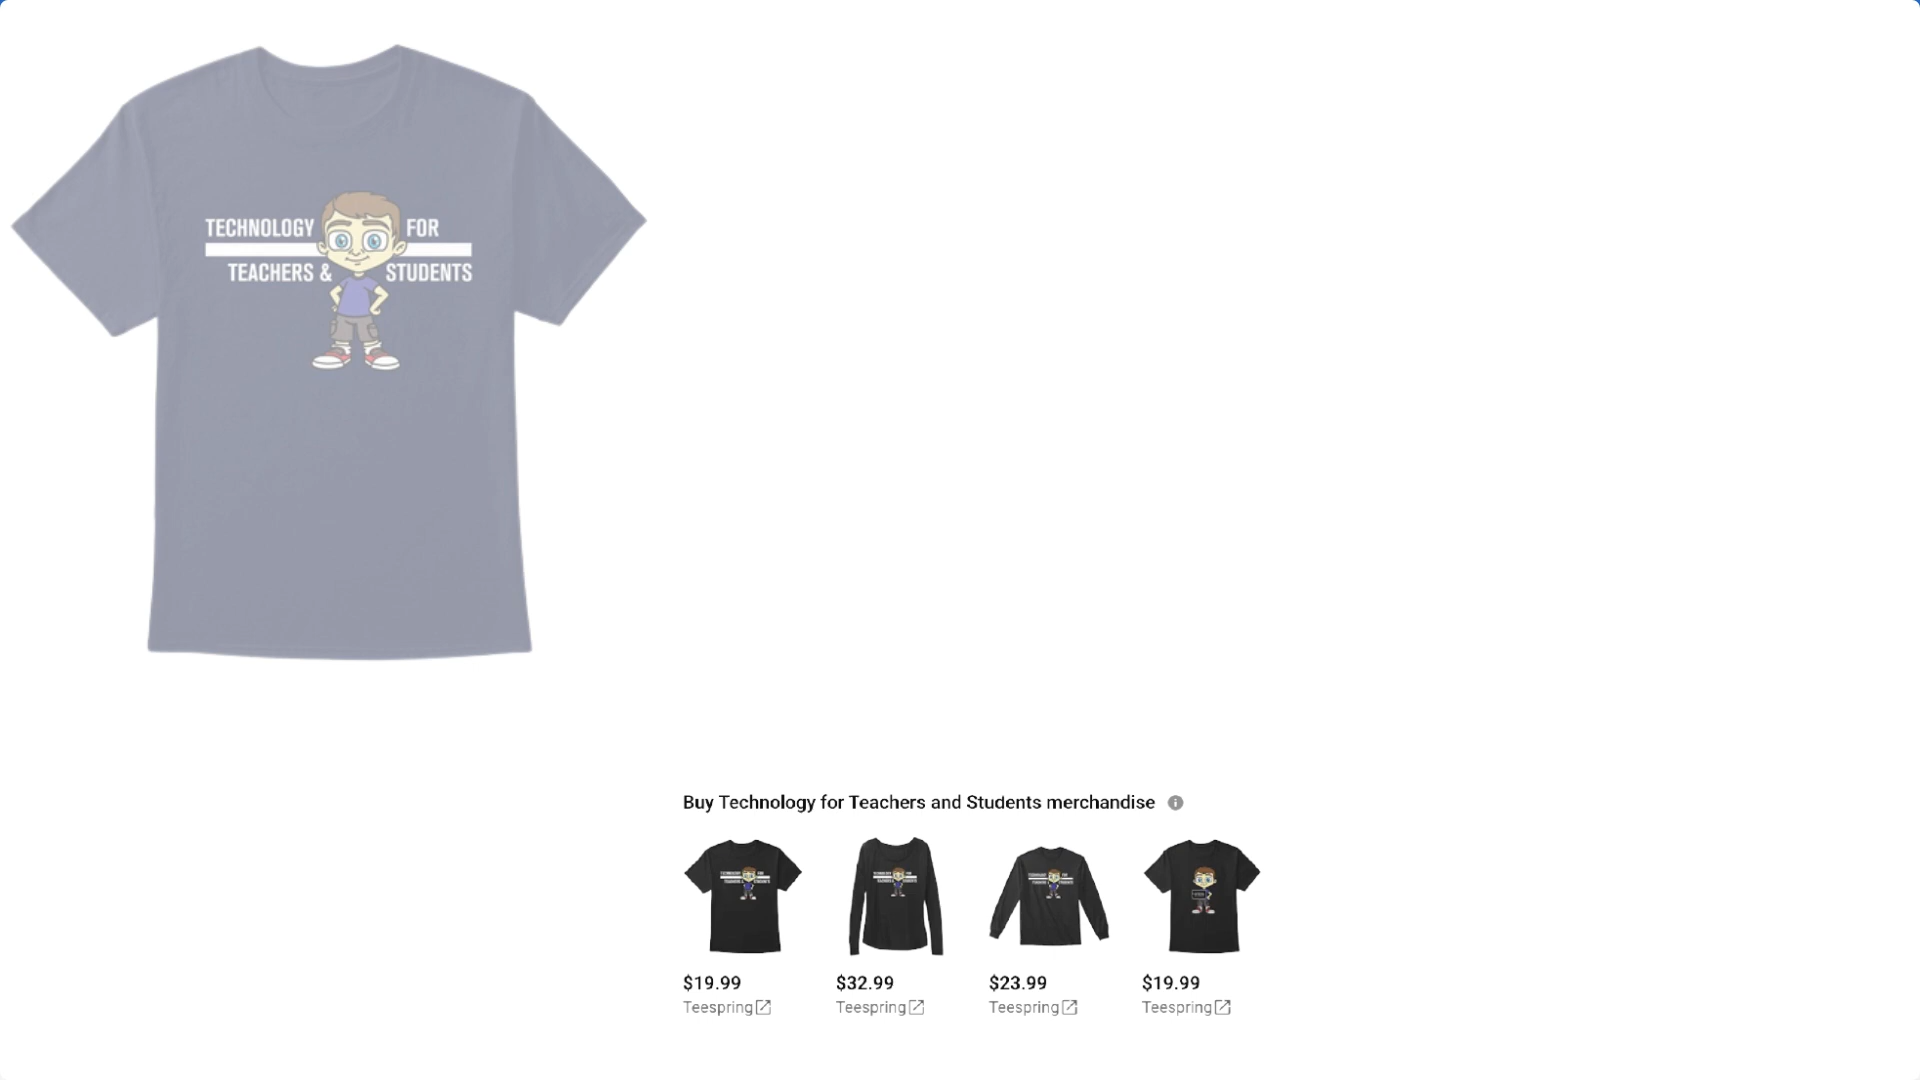 TECHNOLOGY FOR
TEACHERS & STUDENTS
Buy Technology for Teachers and Students merchandise
$19.99
Teespring
$32.99
Teespring
$23.99
Teespring
$19.99
Teespring